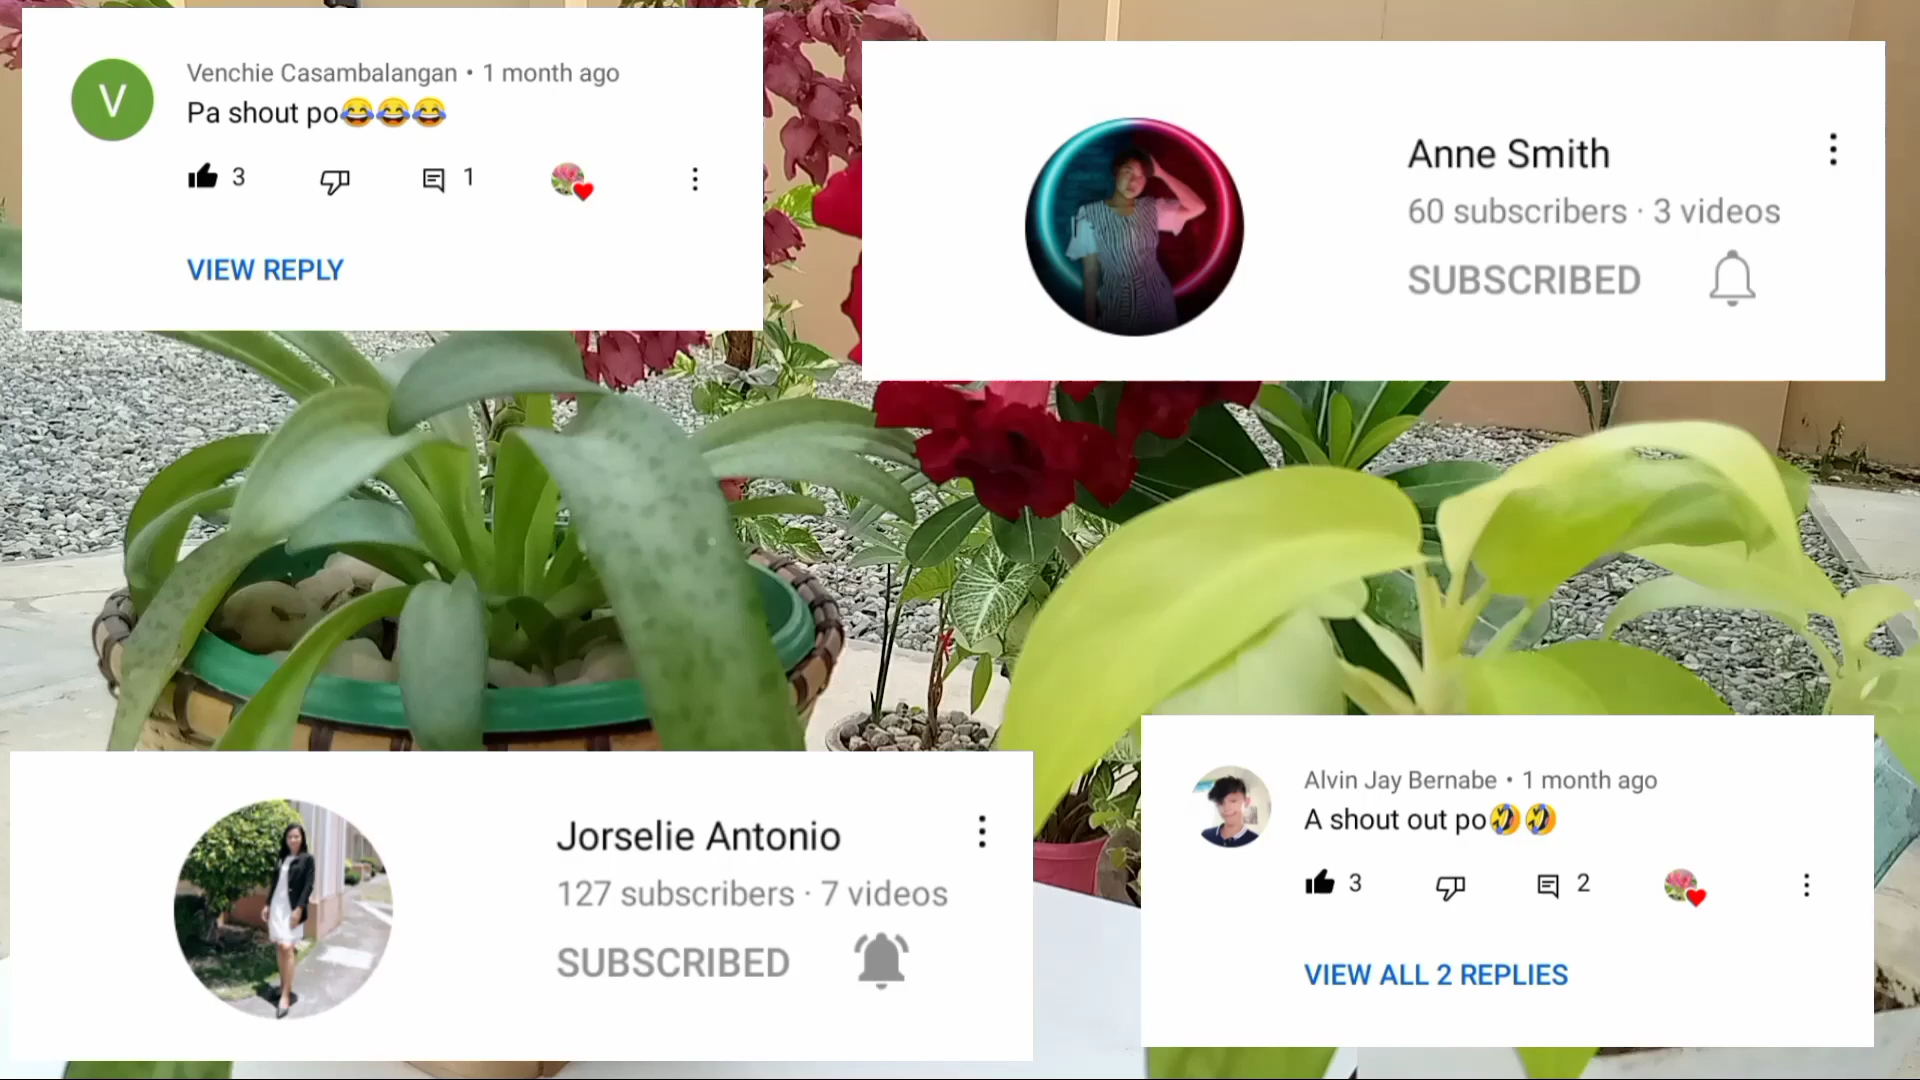 Venchie Casambalangan • 1 month ago
Pa shout po😂😂😂
3
1
VIEW REPLY
Anne Smith
60 subscribers · 3 videos
SUBSCRIBED
Jorselie Antonio
127 subscribers · 7 videos
SUBSCRIBED
Alvin Jay Bernabe • 1 month ago
A shout out po🤣🤣
3
2
VIEW ALL 2 REPLIES
V